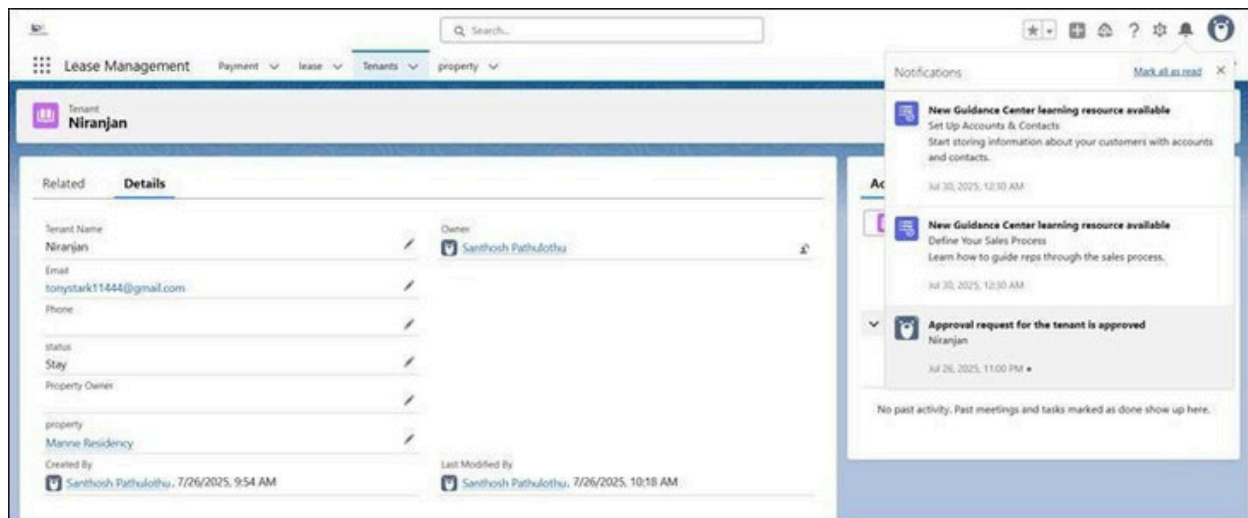 Search...
Lease Management Payment lease Tenants property
Tenant
Niranjan
Related Details
Tenant Name
Niranjan
Email
tonystark11444@gmail.com
Phone
status
Stay
Property Owner
property
Manne Residency
Created By
Santhosh Pathulothu, 7/26/2025, 9:54 AM
Owner
Santhosh Pathulothu
Last Modified By
Santhosh Pathulothu, 7/26/2025, 10:18 AM
Notifications Mark all as read
New Guidance Center learning resource available
Set Up Accounts & Contacts
Start storing information about your customers with accounts
and contacts.
Jul 30, 2025, 12:30 AM
New Guidance Center learning resource available
Define Your Sales Process
Learn how to guide reps through the sales process.
Jul 30, 2025, 12:30 AM
Approval request for the tenant is approved
Niranjan
Jul 26, 2025, 11:00 PM
Ac
No past activity. Past meetings and tasks marked as done show up here.